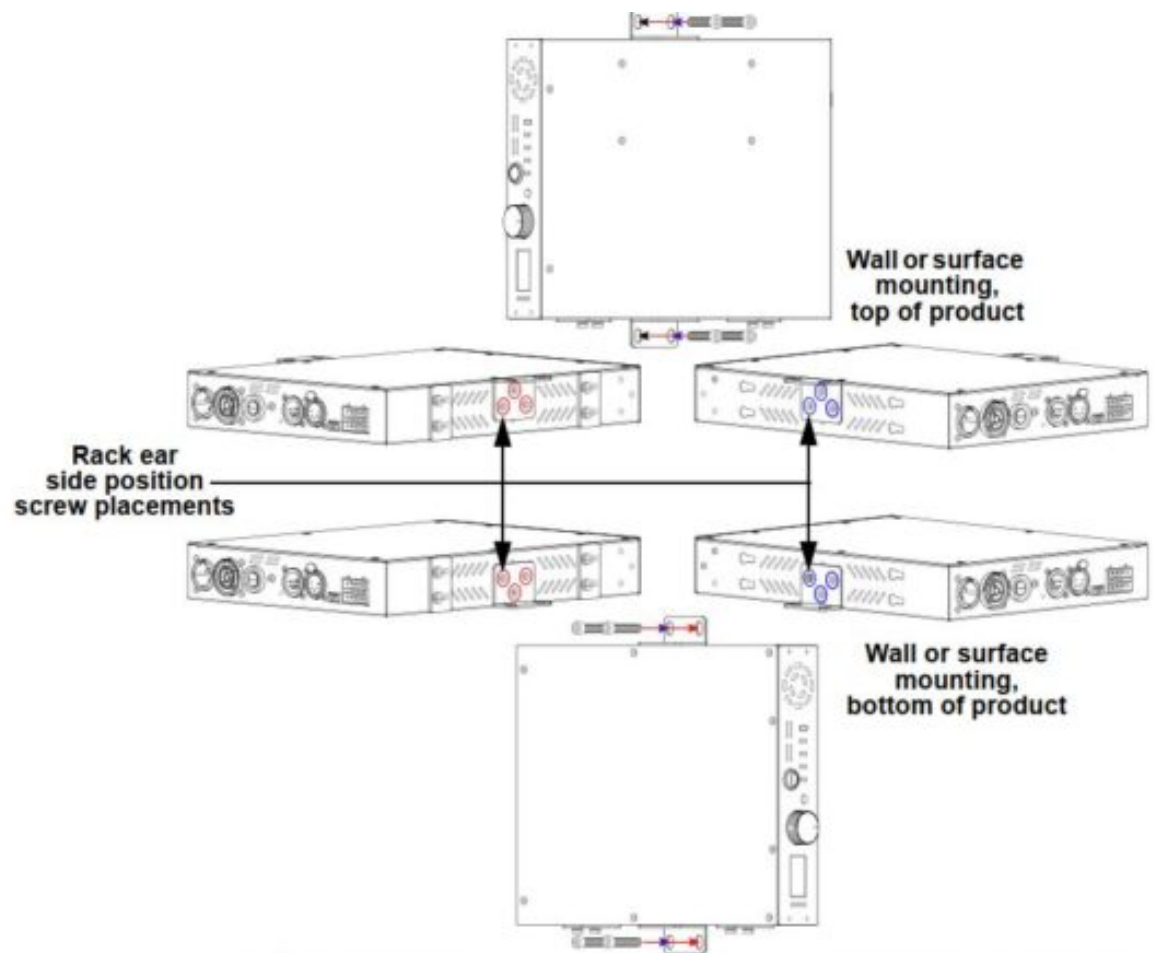 Wall or surface
mounting,
top of product
Rack ear
side position
screw placements
Wall or surface
mounting,
bottom of product